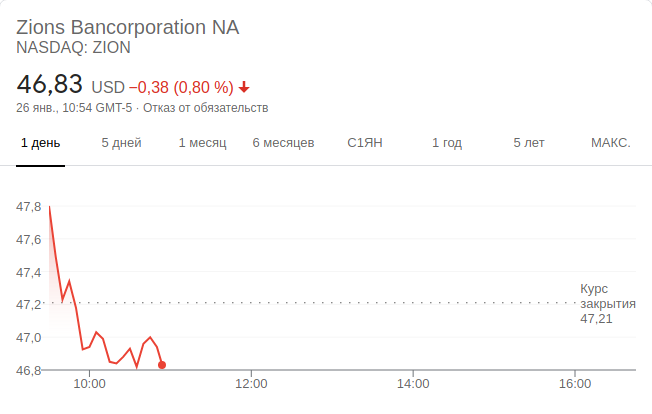 Zions Bancorporation NA
NASDAQ: ZION
46,83 USD −0,38 (0,80 %)
26 янв., 10:54 GMT-5 · Отказ от обязательств
1 день 5 дней 1 месяц 6 месяцев С1ЯН 1 год 5 лет МАКС.
47,8
47,6
47,4
47,2
47,0
46,8
Курс
закрытия
47,21
10:00 12:00 14:00 16:00